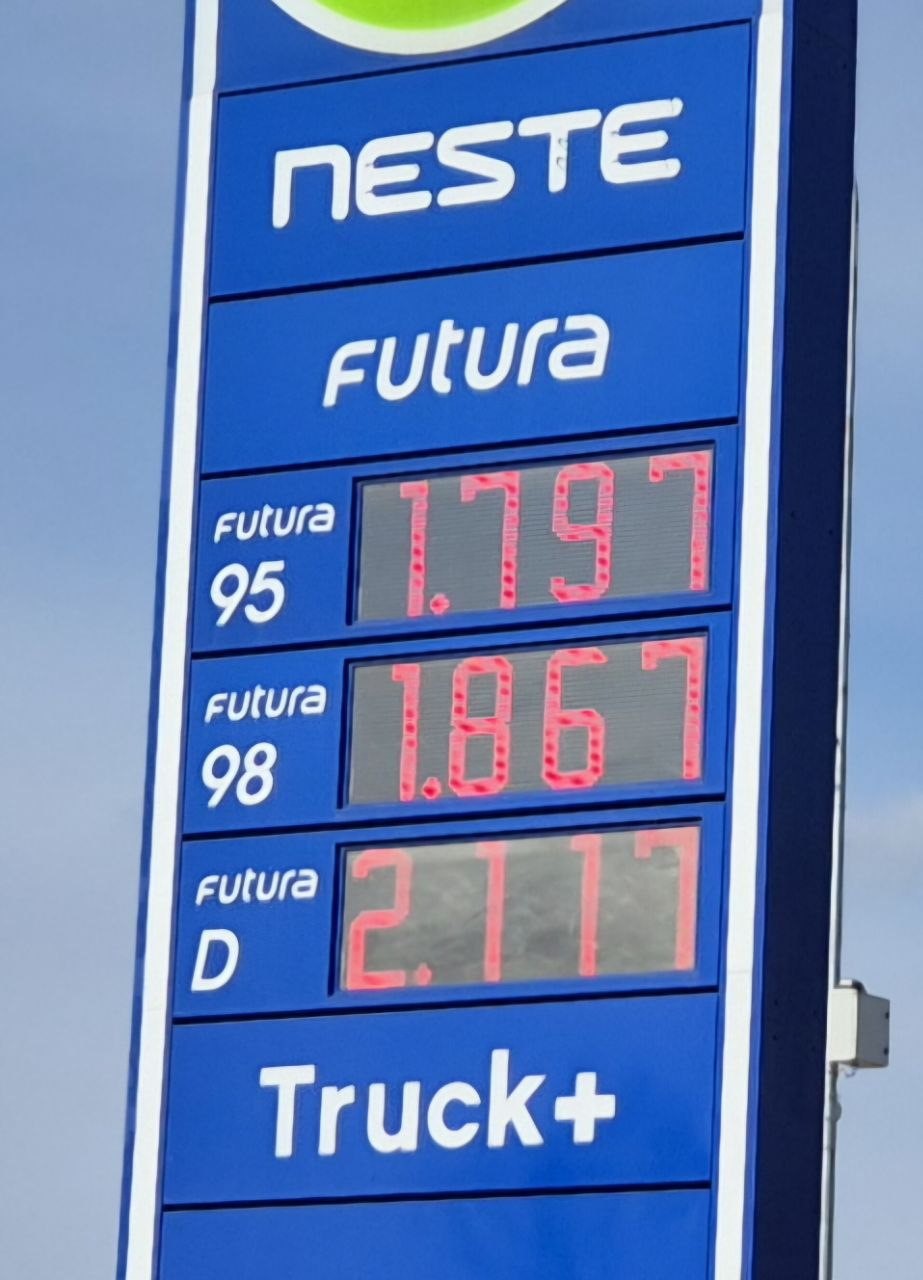 NESTE
Futura
Futura 95 1.797
Futura 98 1.867
Futura D 2.117
Truck+